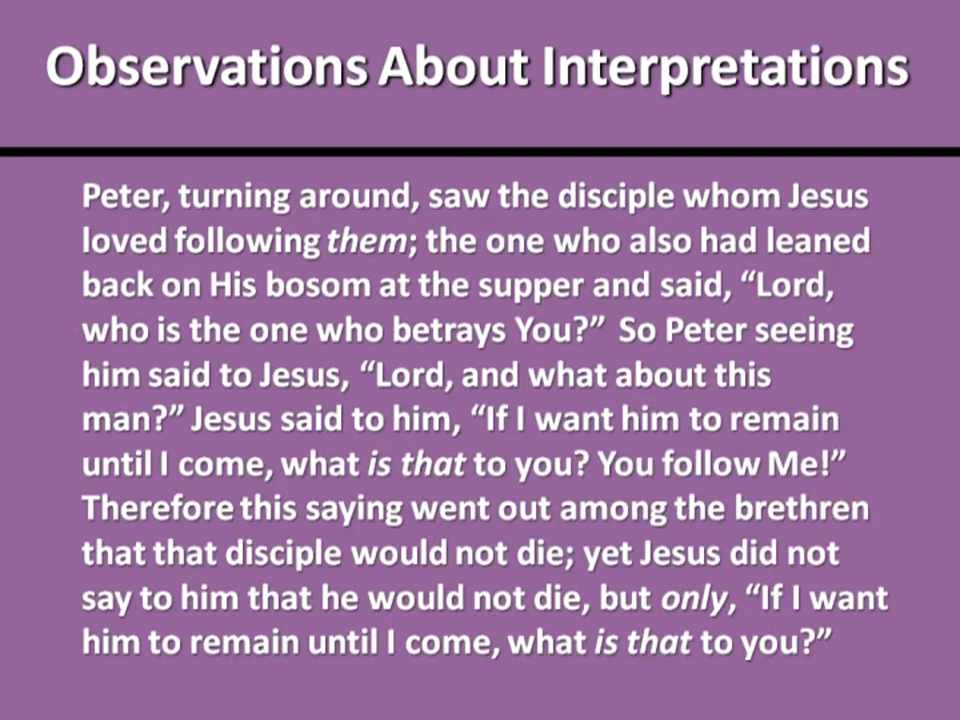 Observations About Interpretations
Peter, turning around, saw the disciple whom Jesus
loved following them; the one who also had leaned
back on His bosom at the supper and said, “Lord,
who is the one who betrays You?” So Peter seeing
him said to Jesus, “Lord, and what about this
man?” Jesus said to him, “If I want him to remain
until I come, what is that to you? You follow Me!”
Therefore this saying went out among the brethren
that that disciple would not die; yet Jesus did not
say to him that he would not die, but only, “If I want
him to remain until I come, what is that to you?”